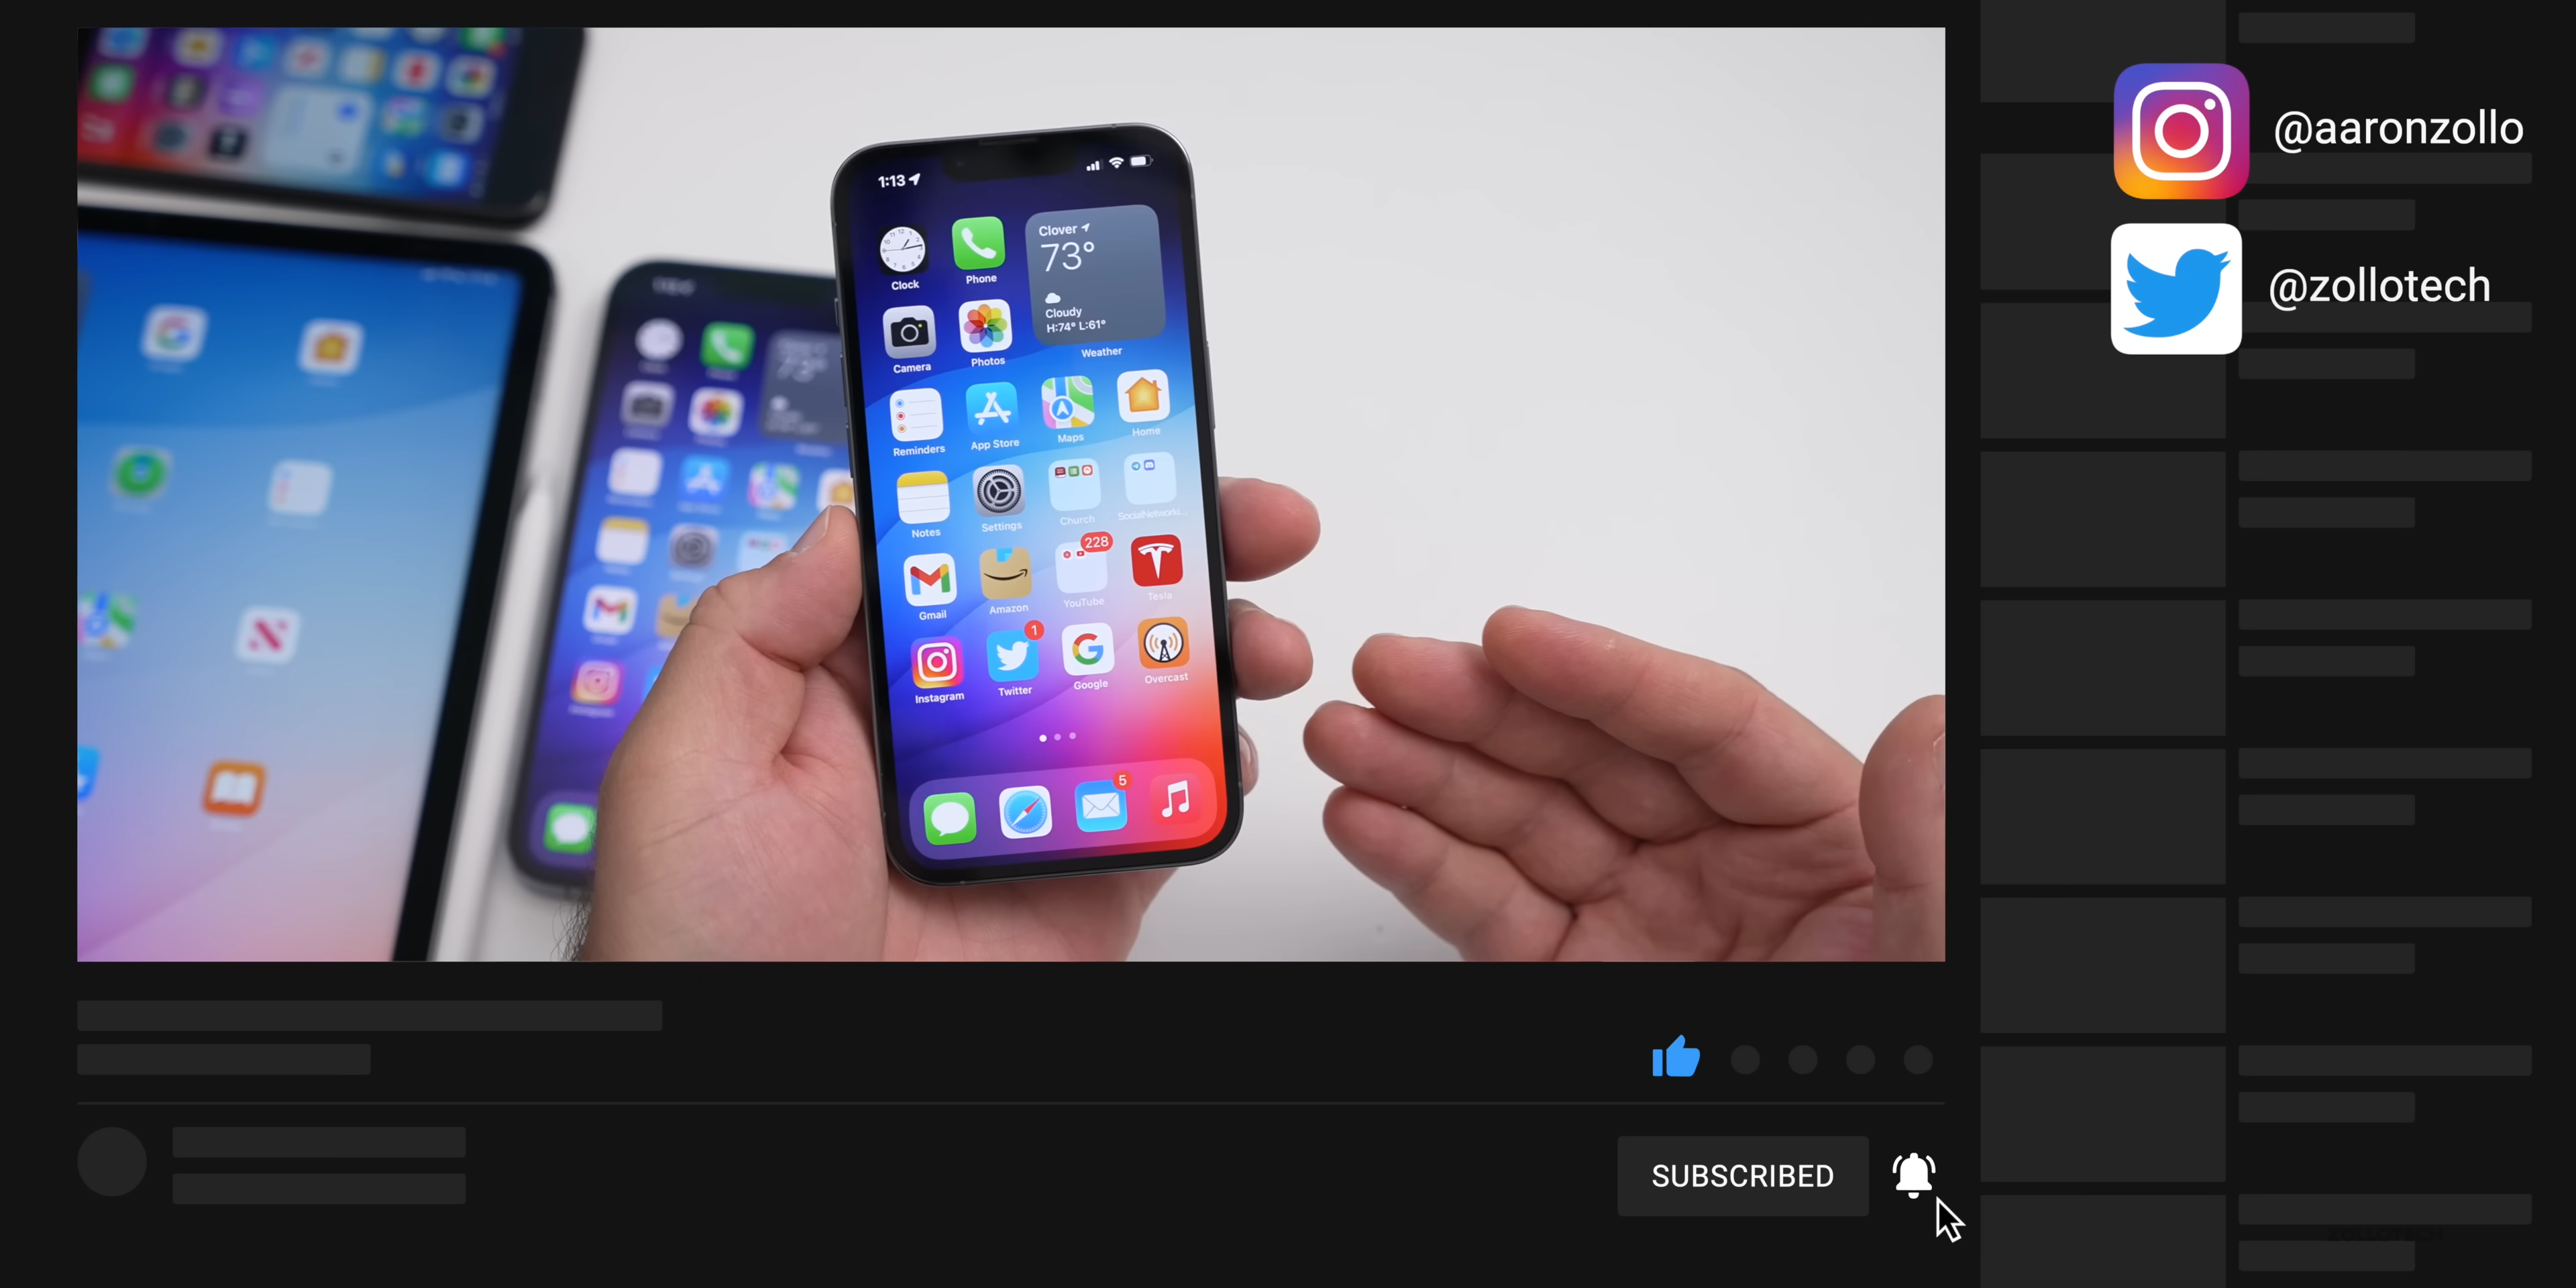 @aaronzollo
@zollotech
1:13
Clover
73°
Cloudy
H:74° L:61°
Weather
Clock
Phone
Camera
Photos
Reminders
App Store
Maps
Home
Notes
Settings
Church
SocialNetworki...
228
Gmail
Amazon
YouTube
Tesla
1
Instagram
Twitter
Google
Overcast
5
SUBSCRIBED